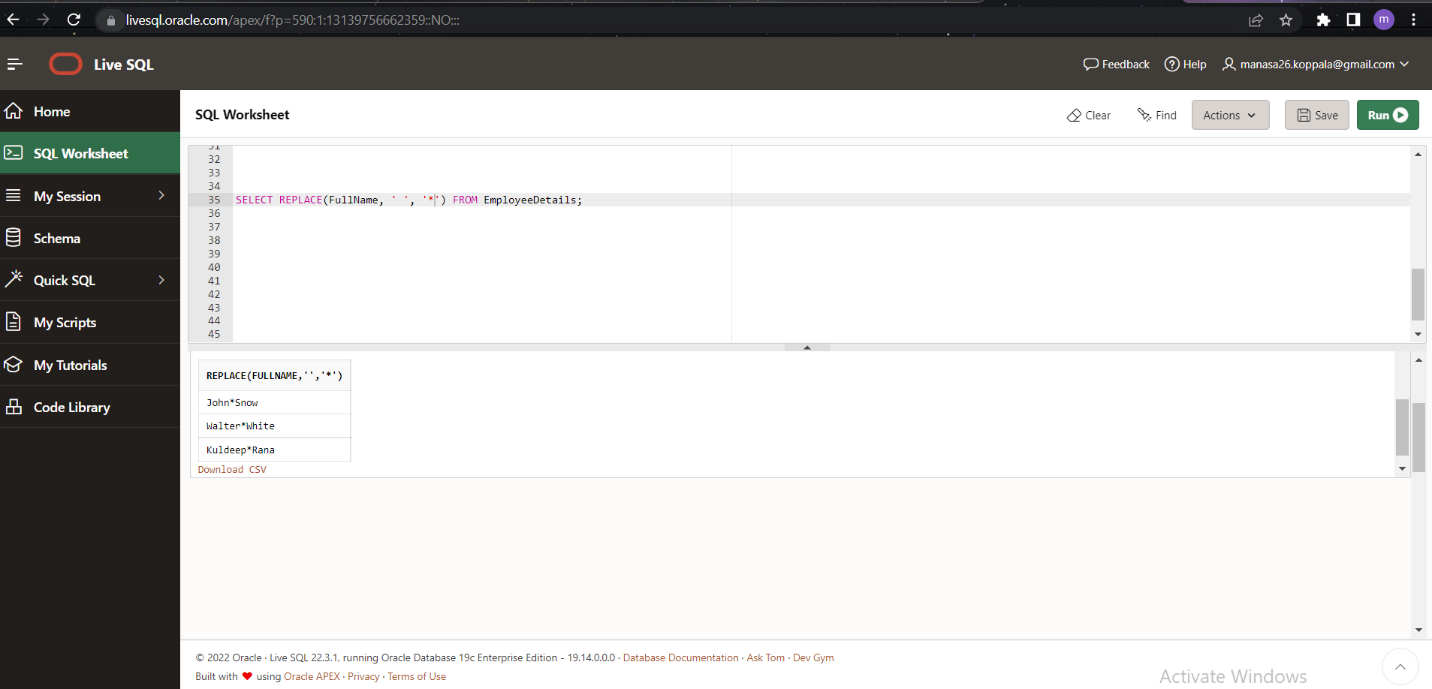 livesql.oracle.com/apex/f?p=590:1:13139756662359::NO:::
m
Live SQL
Feedback
Help
manasa26.koppala@gmail.com
Home
SQL Worksheet
My Session
Schema
Quick SQL
My Scripts
My Tutorials
Code Library
SQL Worksheet
Clear
Find
Actions
Save
Run
31
32
33
34
35 SELECT REPLACE(FullName, ' ', '*') FROM EmployeeDetails;
36
37
38
39
40
41
42
43
44
45
REPLACE(FULLNAME,'','*')
John*Snow
Walter*White
Kuldeep*Rana
Download CSV
© 2022 Oracle · Live SQL 22.3.1, running Oracle Database 19c Enterprise Edition - 19.14.0.0.0 · Database Documentation · Ask Tom · Dev Gym
Built with ❤ using Oracle APEX · Privacy · Terms of Use
Activate Windows